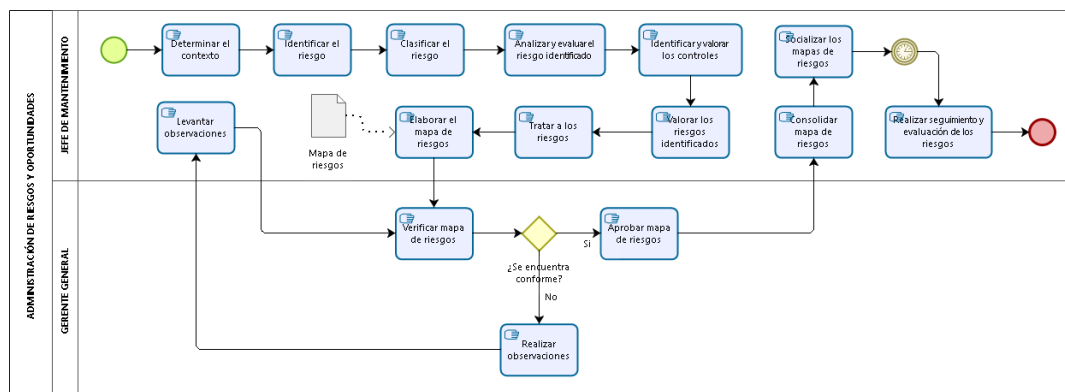 ADMINISTRACIÓN DE RIESGOS Y OPORTUNIDADES
JEFE DE MANTENIMIENTO
Determinar el
contexto
Identificar el
riesgo
Clasificar el
riesgo
Analizar y evaluar el
riesgo identificado
Identificar y valorar
los controles
Socializar los
mapas de
riesgos
Levantar
observaciones
Mapa de
riesgos
Elaborar el
mapa de
riesgos
Tratar a los
riesgos
Valorar los
riesgos
identificados
Consolidar
mapa de
riesgos
Realizar seguimiento y
evaluación de los
riesgos
GERENTE GENERAL
Verificar mapa
de riesgos
¿Se encuentra
conforme?
Si
Aprobar mapa
de riesgos
No
Realizar
observaciones